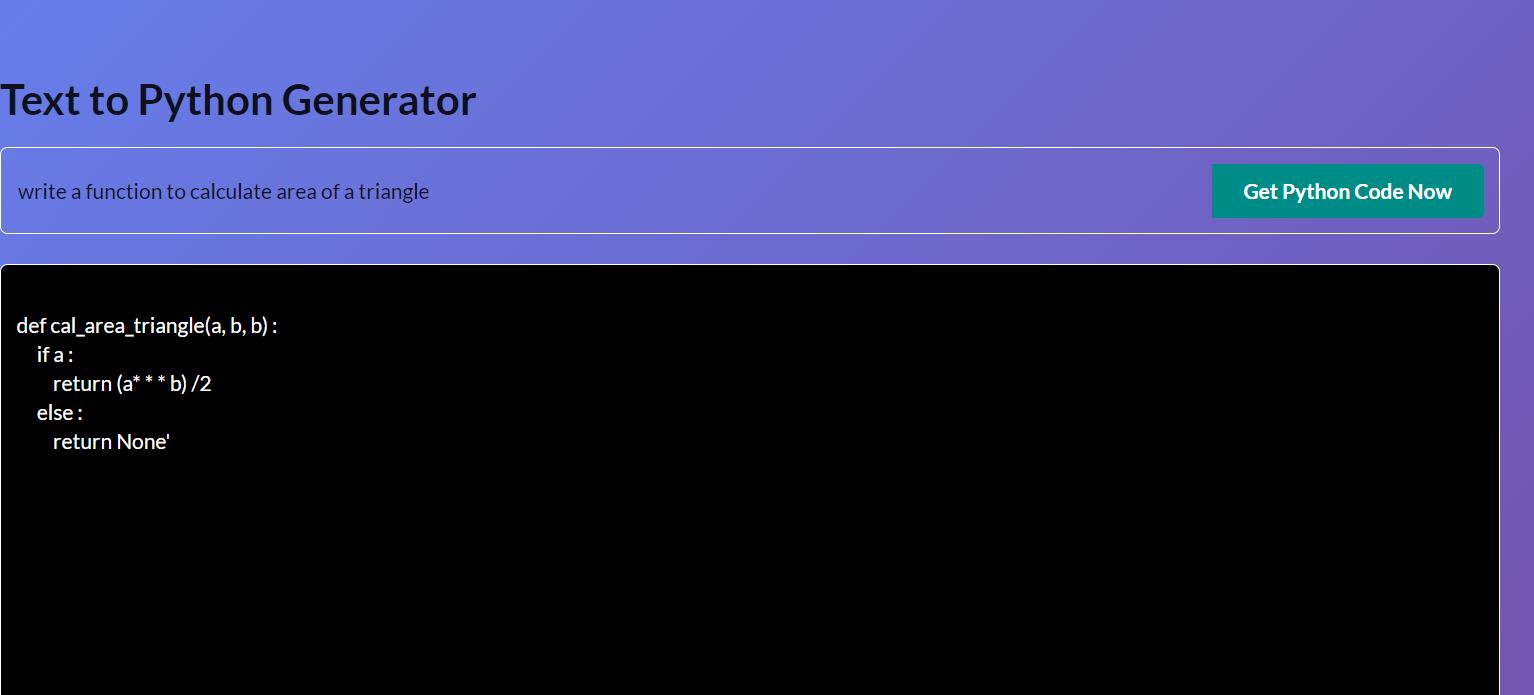 Text to Python Generator
write a function to calculate area of a triangle
Get Python Code Now
def cal_area_triangle(a, b, b) :
    if a :
        return (a* * * b) /2
    else :
        return None'